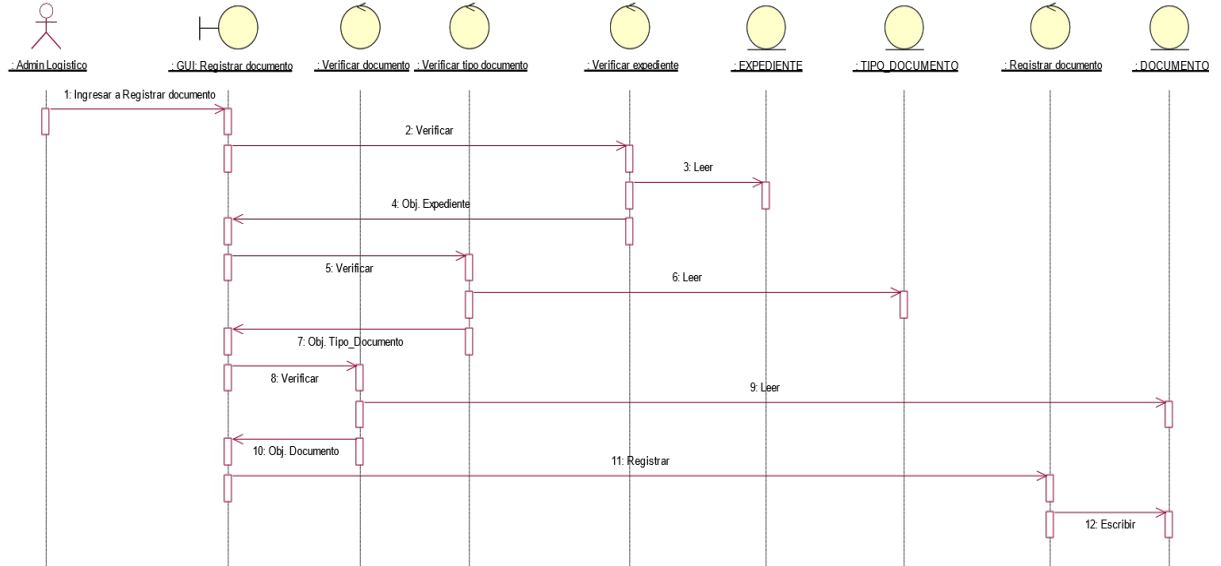 : Admin Logistico
: GUI: Registrar documento
: Verificar documento
: Verificar tipo documento
: Verificar expediente
: EXPEDIENTE
: TIPO_DOCUMENTO
: Registrar documento
: DOCUMENTO
1: Ingresar a Registrar documento
2: Verificar
3: Leer
4: Obj. Expediente
5: Verificar
6: Leer
7: Obj. Tipo_Documento
8: Verificar
9: Leer
10: Obj. Documento
11: Registrar
12: Escribir